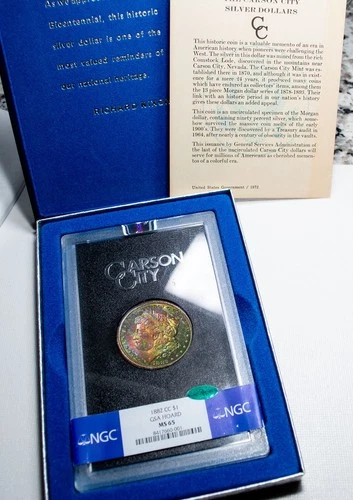 As we approach
Bicentennial, this historic
silver dollar is one of the
most valued reminders of
our national heritage.
RICHARD NIXON
THE CARSON CITY
SILVER DOLLARS
CC
This historic coin is a valuable memento of an era in
American history when pioneers were challenging the
West. The silver in this dollar was mined from the rich
Comstock Lode, discovered in the mountains near
Carson City, Nevada. The Carson City Mint was es-
tablished there in 1870, and although it was in exist-
ence for a mere 24 years, it produced many coins
which have endured as collectors' items, among them
the 13 piece Morgan dollar series of 1878-1893. Their
link with an historic period in our nation's history
gives these dollars an added appeal.
This coin is an uncirculated specimen of the Morgan
dollar, containing ninety percent silver, which some-
how survived the massive coin melts of the early
1900's. They were discovered for a Treasury audit in
1964, after nearly a century of obscurity in the vaults.
This issuance by General Services Administration of
the last of the uncirculated Carson City dollars will
serve for millions of Americans as cherished memen-
tos of a colorful era.
United States Government / 1972
CARSON
CITY
1882 CC $1
GSA HOARD
MS 65
NGC
NGC